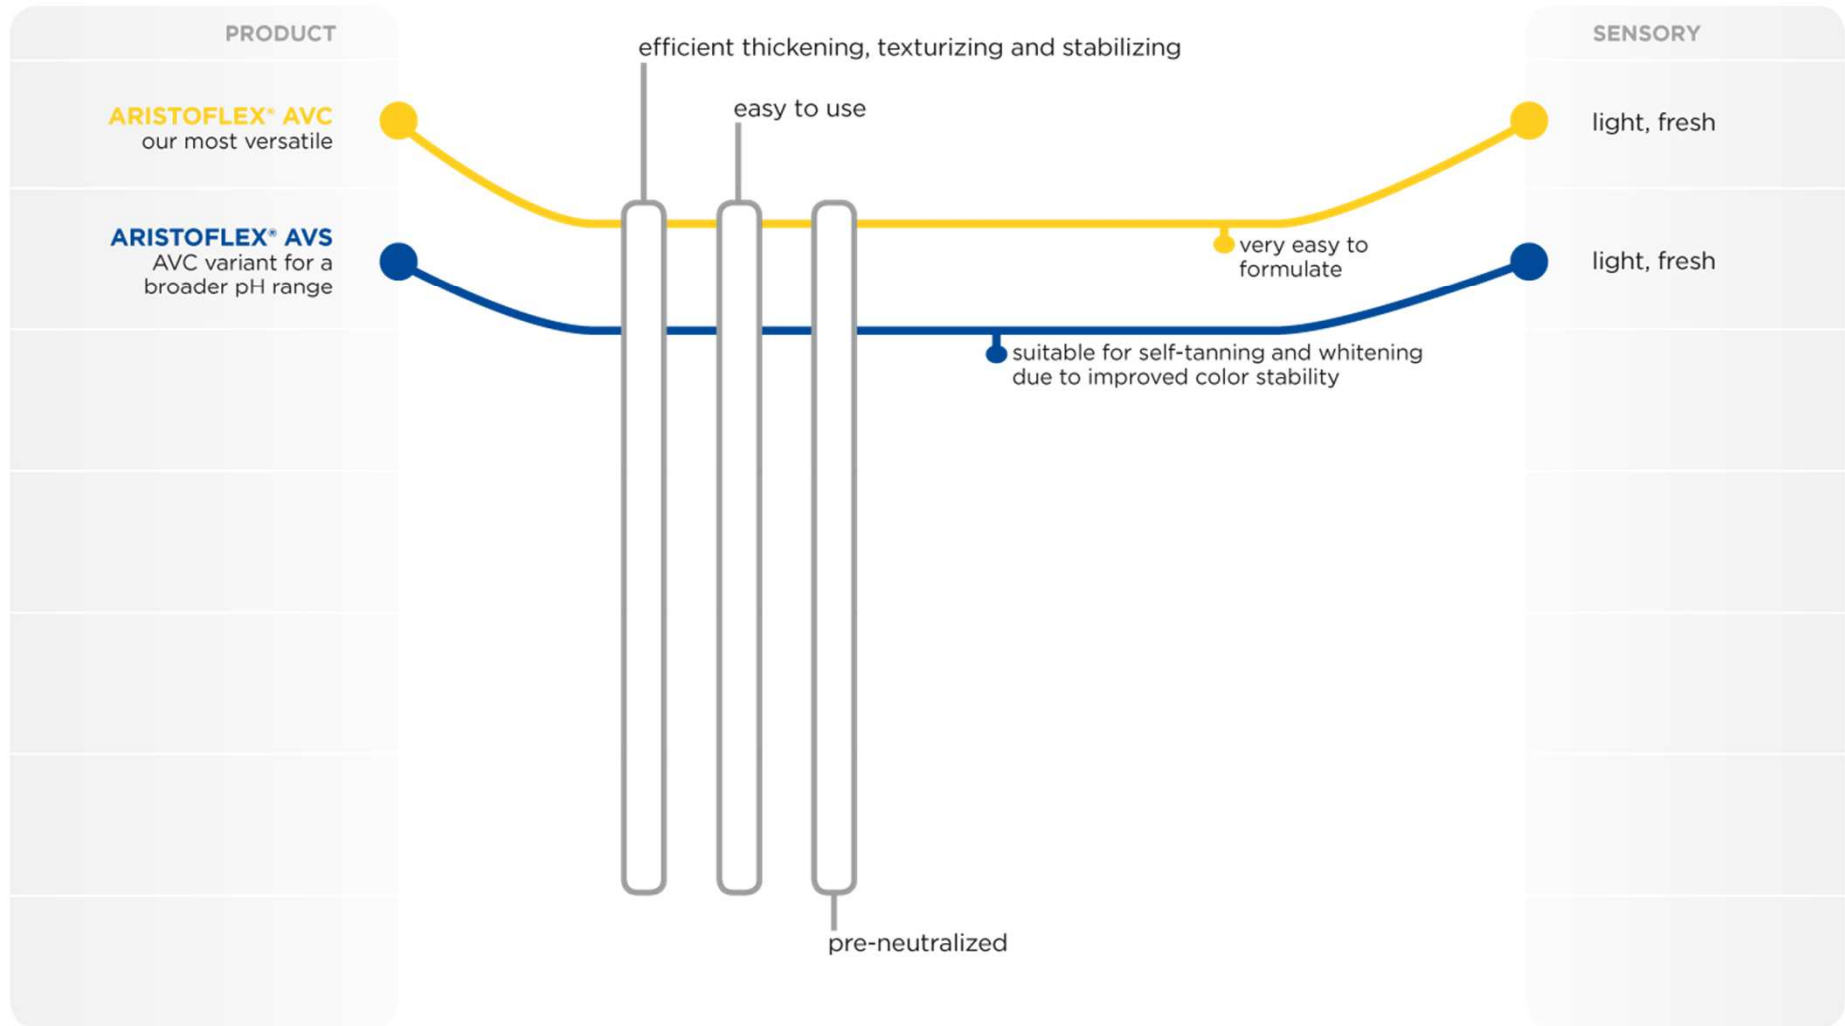 PRODUCT
SENSORY
efficient thickening, texturizing and stabilizing
easy to use
ARISTOFLEX® AVC
our most versatile
light, fresh
ARISTOFLEX® AVS
AVC variant for a
broader pH range
very easy to
formulate
light, fresh
suitable for self-tanning and whitening
due to improved color stability
pre-neutralized